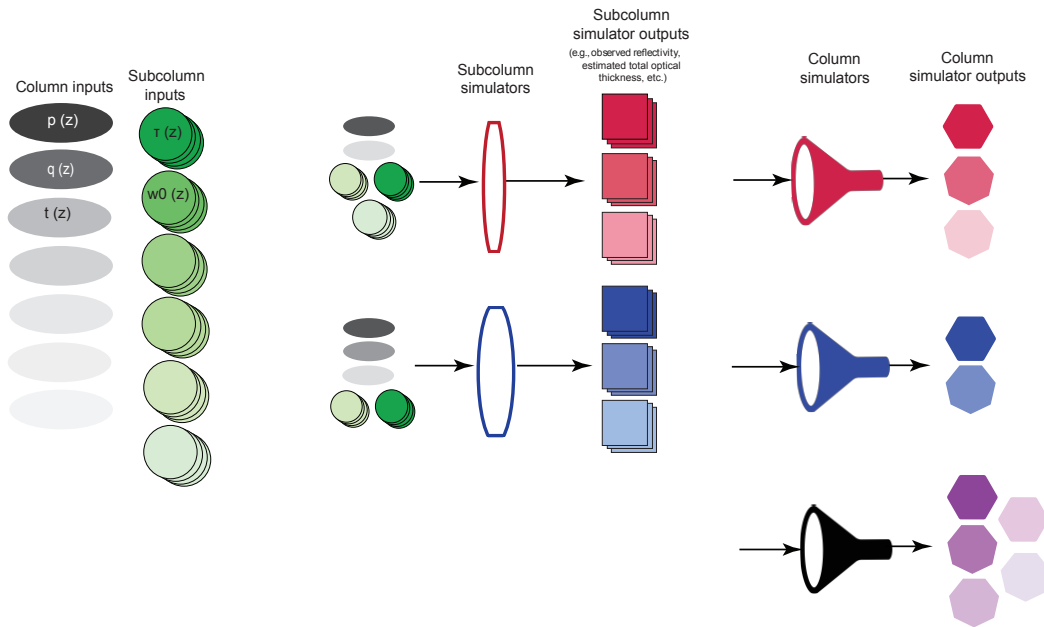 Column inputs
p (z)
q (z)
t (z)
Subcolumn
inputs
τ (z)
w0 (z)
Subcolumn
simulators
Subcolumn
simulator outputs
(e.g., observed reflectivity,
estimated total optical
thickness, etc.)
Column
simulators
Column
simulator outputs